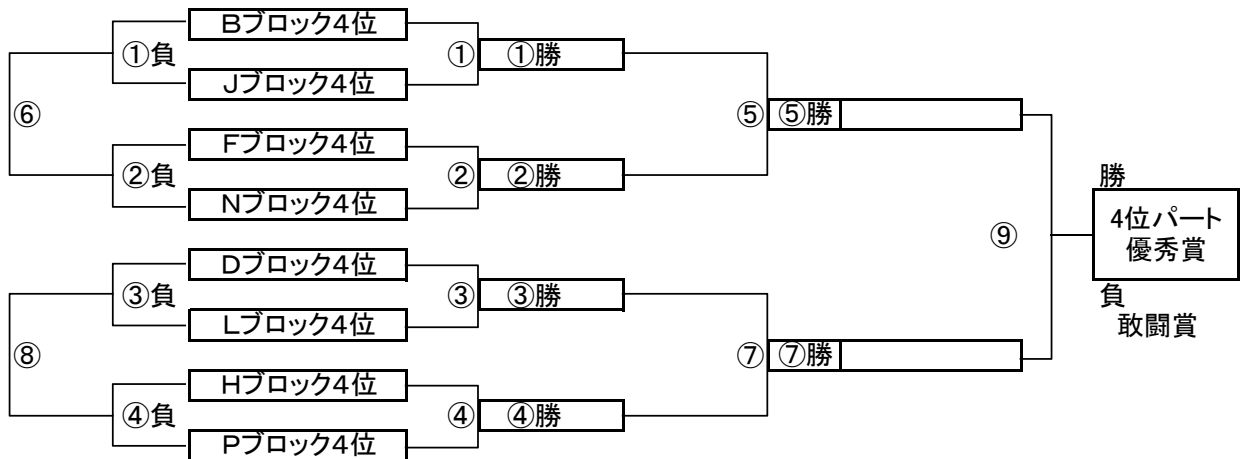 Bブロック4位
①負
①
①勝
Jブロック4位
⑥
⑤
⑤勝
Fブロック4位
②負
②
②勝
Nブロック4位
勝
4位パート
優秀賞
⑨
Dブロック4位
③負
③
③勝
負
敢闘賞
Lブロック4位
⑧
⑦
⑦勝
Hブロック4位
④負
④
④勝
Pブロック4位